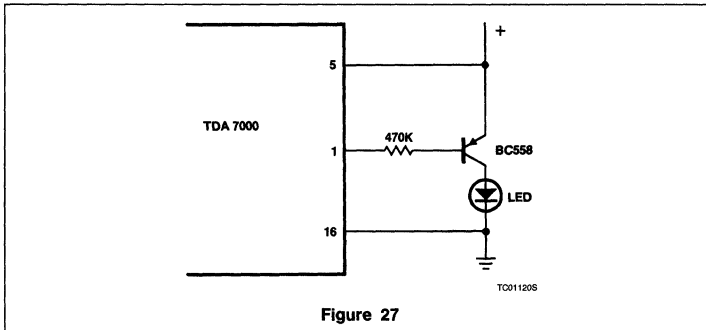 +
5
TDA 7000
470K
1
BC558
LED
16
TC01120S
Figure 27